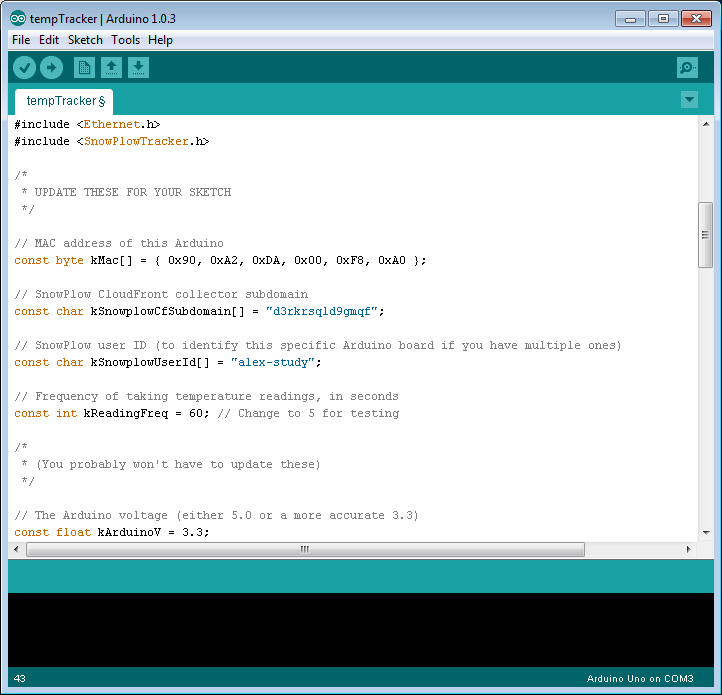 tempTracker | Arduino 1.0.3
File Edit Sketch Tools Help
tempTracker §
#include <Ethernet.h>
#include <SnowPlowTracker.h>
/*
 * UPDATE THESE FOR YOUR SKETCH
 */
// MAC address of this Arduino
const byte kMac[] = { 0x90, 0xA2, 0xDA, 0x00, 0xF8, 0xA0 };
// SnowPlow CloudFront collector subdomain
const char kSnowplowCfSubdomain[] = "d3rkrsqld9gmqf";
// SnowPlow user ID (to identify this specific Arduino board if you have multiple ones)
const char kSnowplowUserId[] = "alex-study";
// Frequency of taking temperature readings, in seconds
const int kReadingFreq = 60; // Change to 5 for testing
/*
 * (You probably won't have to update these)
 */
// The Arduino voltage (either 5.0 or a more accurate 3.3)
const float kArduinoV = 3.3;
43
Arduino Uno on COM3